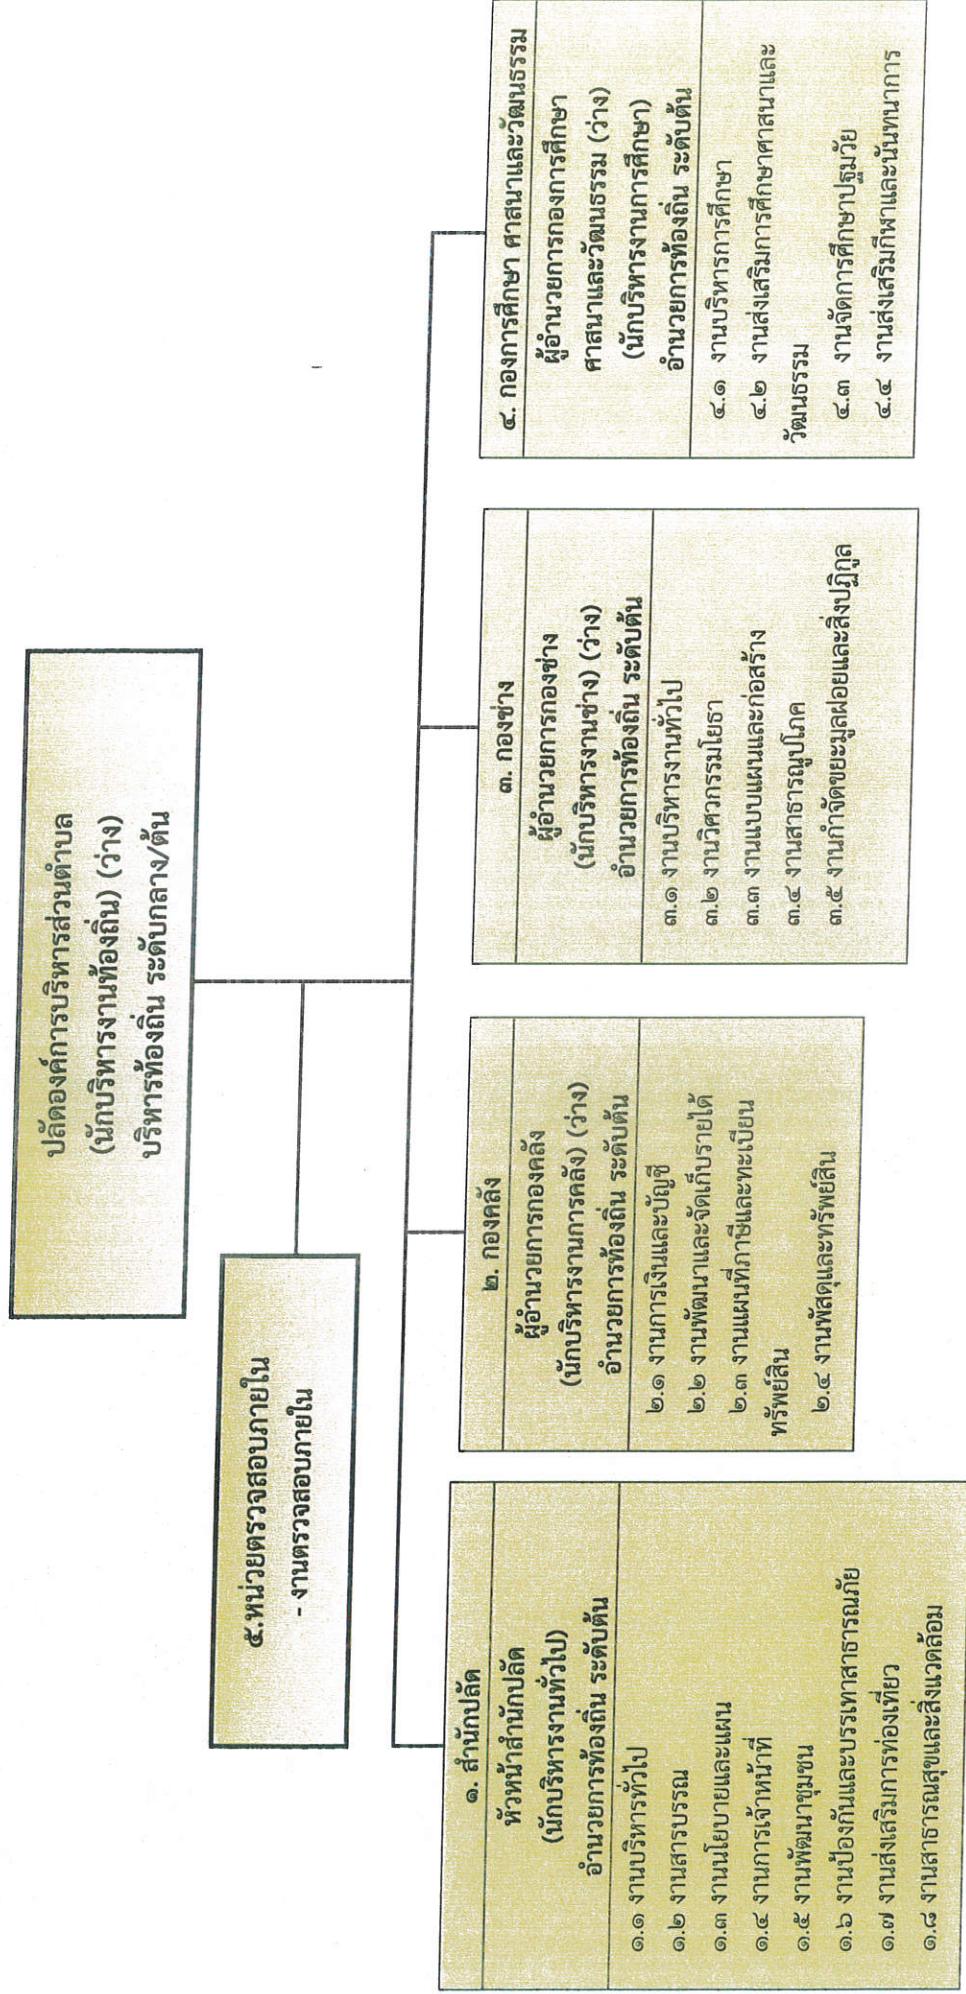 ปลัดองค์การบริหารส่วนตำบล
(นักบริหารงานท้องถิ่น) (ว่าง)
บริหารท้องถิ่น ระดับกลาง/ต้น
๕.หน่วยตรวจสอบภายใน
- งานตรวจสอบภายใน
๑. สำนักปลัด
หัวหน้าสำนักปลัด
(นักบริหารงานทั่วไป)
อำนวยการท้องถิ่น ระดับต้น
๑.๑ งานบริหารทั่วไป
๑.๒ งานสารบรรณ
๑.๓ งานนโยบายและแผน
๑.๔ งานการเจ้าหน้าที่
๑.๕ งานพัฒนาชุมชน
๑.๖ งานป้องกันและบรรเทาสาธารณภัย
๑.๗ งานส่งเสริมการท่องเที่ยว
๑.๘ งานสาธารณสุขและสิ่งแวดล้อม
๒. กองคลัง
ผู้อำนวยการกองคลัง
(นักบริหารงานการคลัง) (ว่าง)
อำนวยการท้องถิ่น ระดับต้น
๒.๑ งานการเงินและบัญชี
๒.๒ งานพัฒนาและจัดเก็บรายได้
๒.๓ งานแผนที่ภาษีและทะเบียน
ทรัพย์สิน
๒.๔ งานพัสดุและทรัพย์สิน
๓. กองช่าง
ผู้อำนวยการกองช่าง
(นักบริหารงานช่าง) (ว่าง)
อำนวยการท้องถิ่น ระดับต้น
๓.๑ งานบริหารงานทั่วไป
๓.๒ งานวิศวกรรมโยธา
๓.๓ งานแบบแผนและก่อสร้าง
๓.๔ งานสาธารณูปโภค
๓.๕ งานกำจัดขยะมูลฝอยและสิ่งปฏิกูล
๔. กองการศึกษา ศาสนาและวัฒนธรรม
ผู้อำนวยการกองการศึกษา
ศาสนาและวัฒนธรรม (ว่าง)
(นักบริหารงานการศึกษา)
อำนวยการท้องถิ่น ระดับต้น
๔.๑ งานบริหารการศึกษา
๔.๒ งานส่งเสริมการศึกษาศาสนาและ
วัฒนธรรม
๔.๓ งานจัดการศึกษาปฐมวัย
๔.๔ งานส่งเสริมกีฬาและนันทนาการ